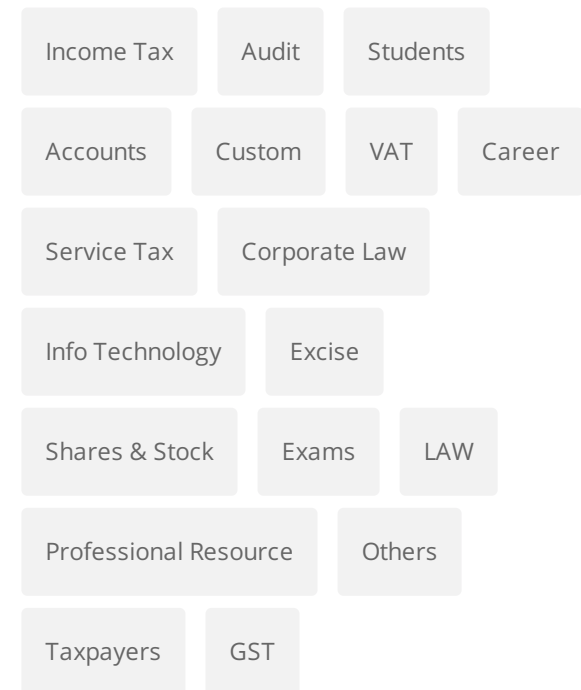 Income Tax Audit Students
Accounts Custom VAT Career
Service Tax Corporate Law
Info Technology Excise
Shares & Stock Exams LAW
Professional Resource Others
Taxpayers GST